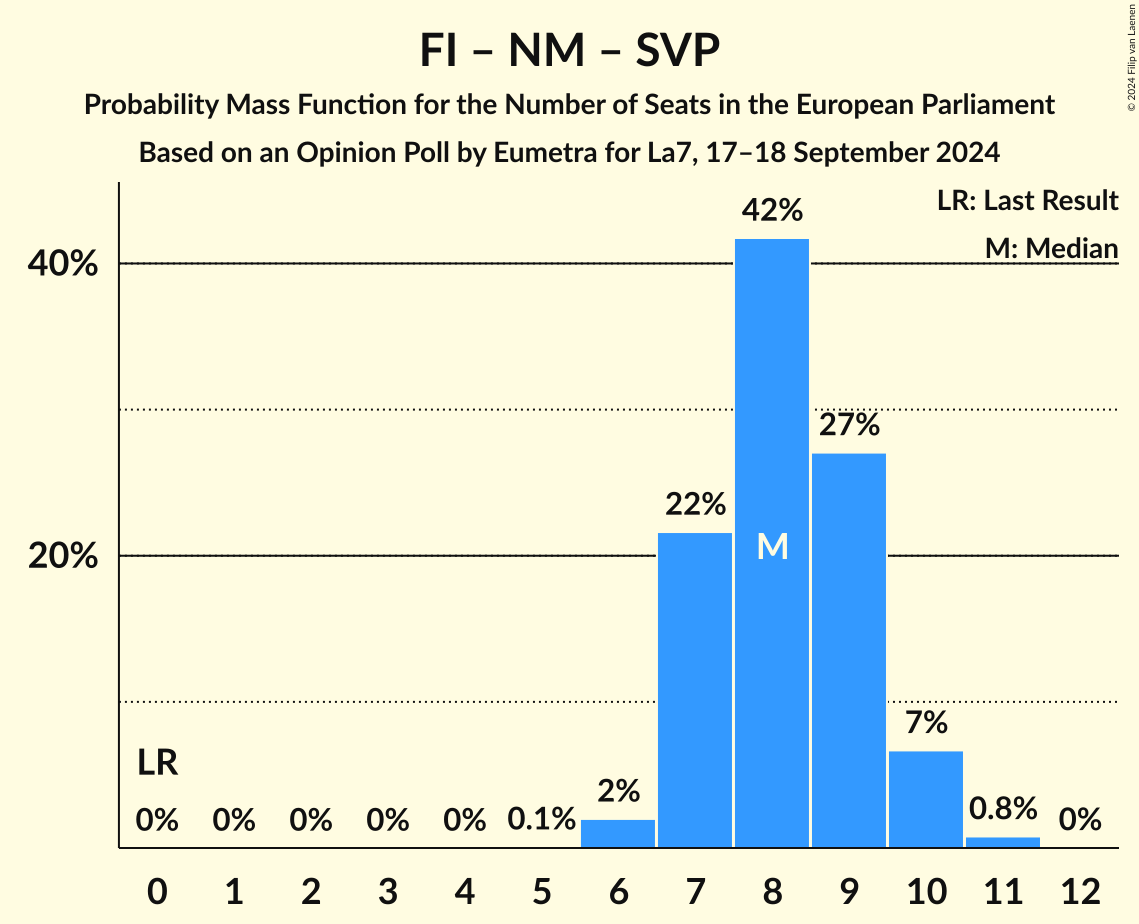 FI – NM – SVP
Probability Mass Function for the Number of Seats in the European Parliament
Based on an Opinion Poll by Eumetra for La7, 17–18 September 2024
© 2024 Filip van Laenen
LR: Last Result
M: Median
40%
20%
42%
27%
22%
M
7%
LR
2%
0% 0% 0% 0% 0% 0.1% 0.8% 0%
0 1 2 3 4 5 6 7 8 9 10 11 12